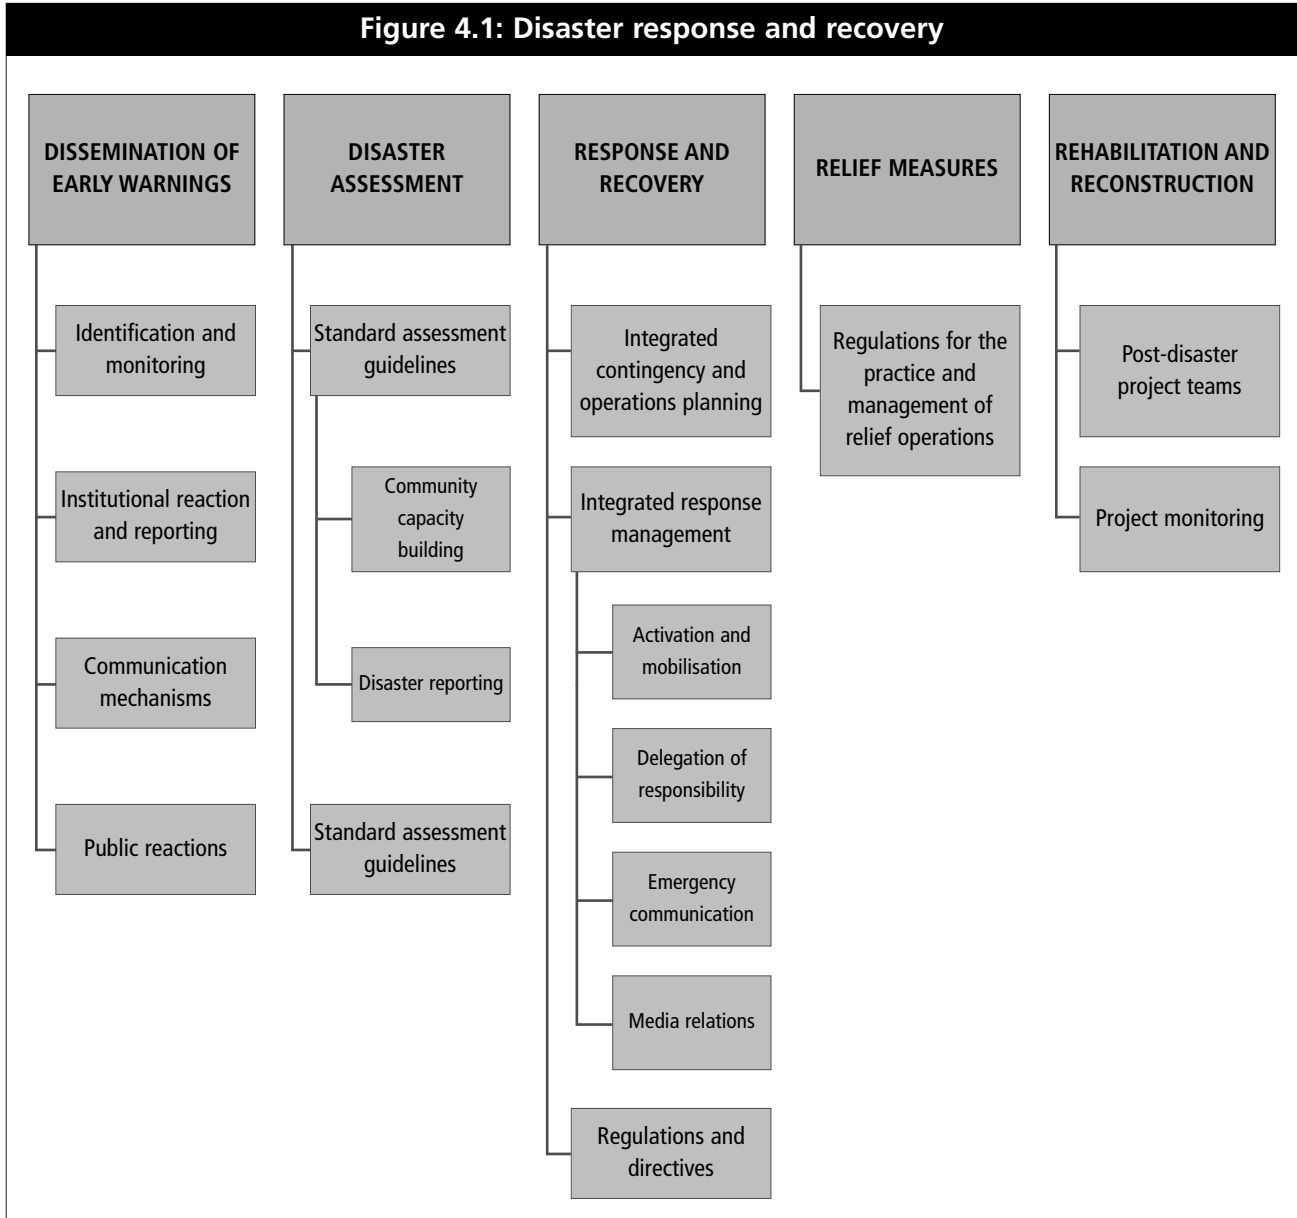 Figure 4.1: Disaster response and recovery
DISSEMINATION OF
EARLY WARNINGS
Identification and
monitoring
Institutional reaction
and reporting
Communication
mechanisms
Public reactions
DISASTER
ASSESSMENT
Standard assessment
guidelines
Community
capacity
building
Disaster reporting
Standard assessment
guidelines
RESPONSE AND
RECOVERY
Integrated
contingency and
operations planning
Integrated response
management
Activation and
mobilisation
Delegation of
responsibility
Emergency
communication
Media relations
Regulations and
directives
RELIEF MEASURES
Regulations for the
practice and
management of
relief operations
REHABILITATION AND
RECONSTRUCTION
Post-disaster
project teams
Project monitoring